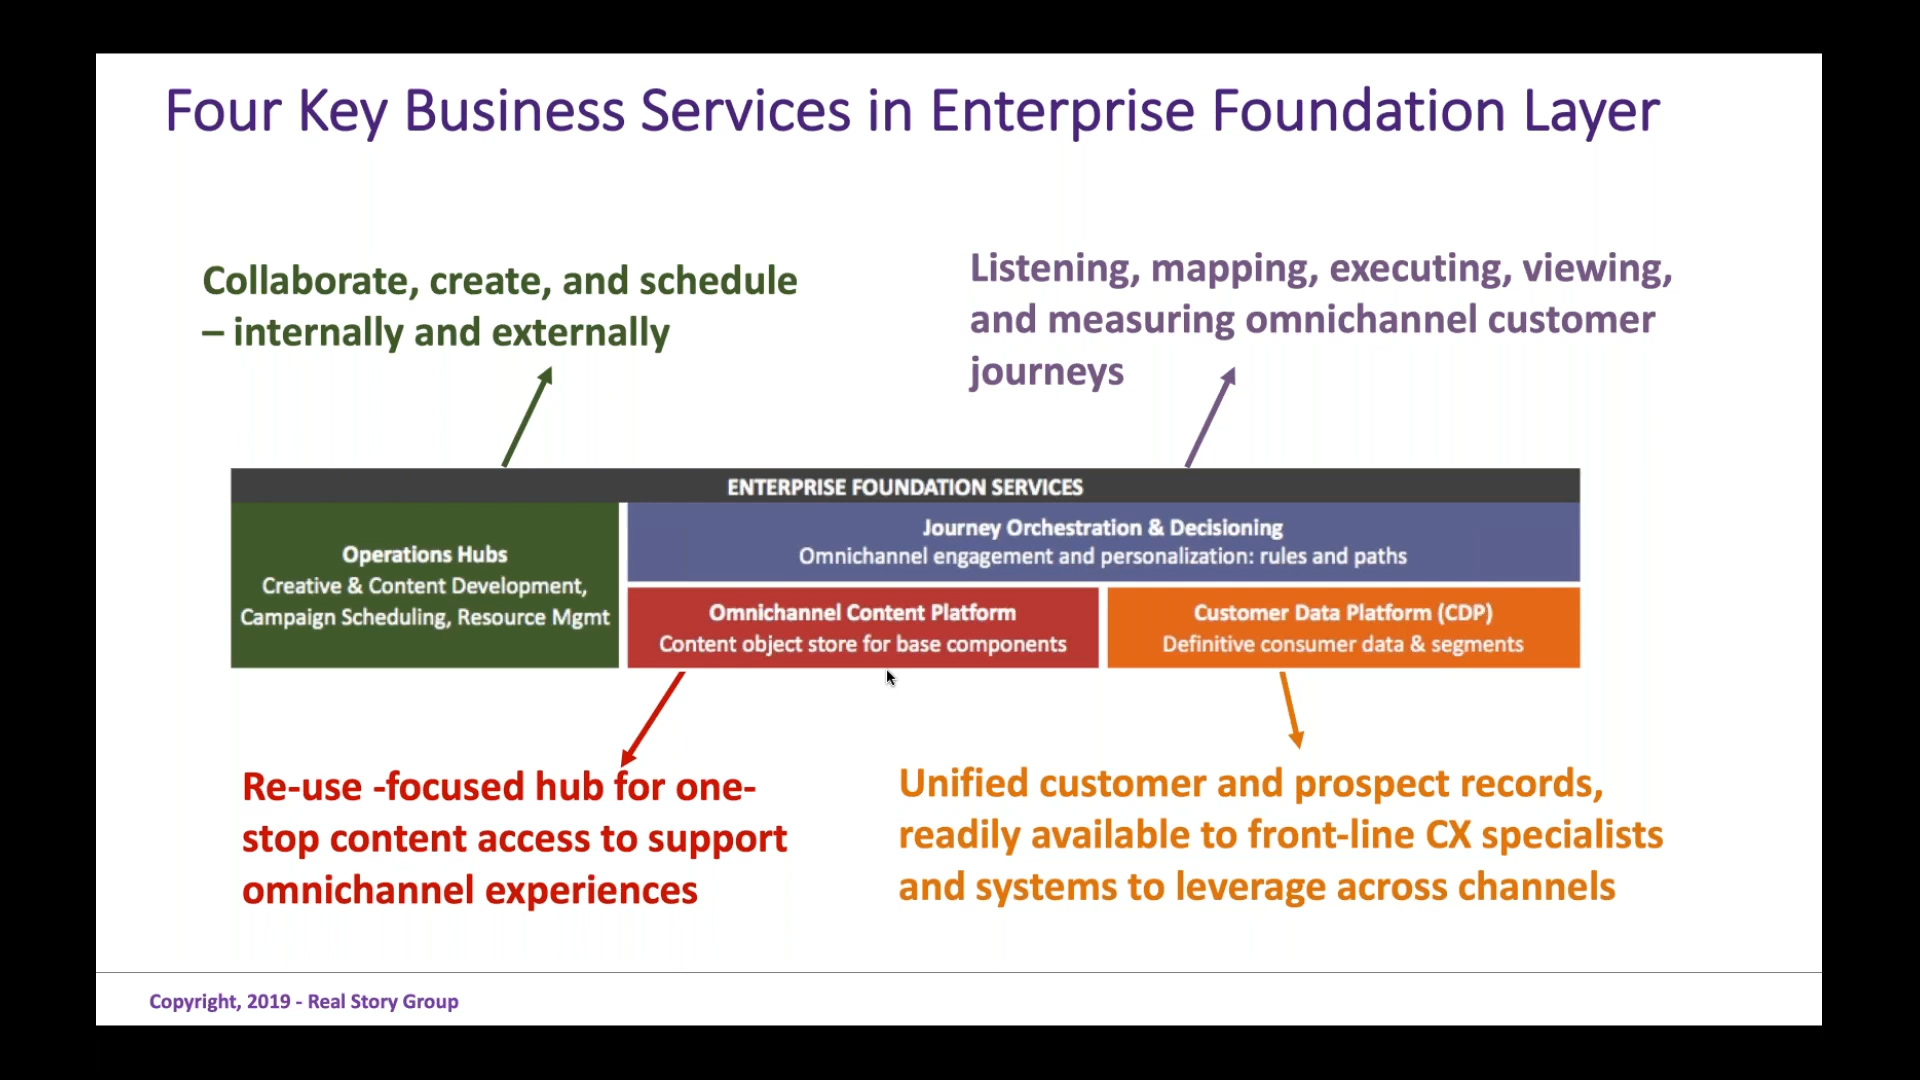 Four Key Business Services in Enterprise Foundation Layer
Collaborate, create, and schedule
– internally and externally
Listening, mapping, executing, viewing,
and measuring omnichannel customer
journeys
ENTERPRISE FOUNDATION SERVICES
Operations Hubs
Creative & Content Development,
Campaign Scheduling, Resource Mgmt
Journey Orchestration & Decisioning
Omnichannel engagement and personalization: rules and paths
Omnichannel Content Platform
Content object store for base components
Customer Data Platform (CDP)
Definitive consumer data & segments
Re-use -focused hub for one-
stop content access to support
omnichannel experiences
Unified customer and prospect records,
readily available to front-line CX specialists
and systems to leverage across channels
Copyright, 2019 - Real Story Group